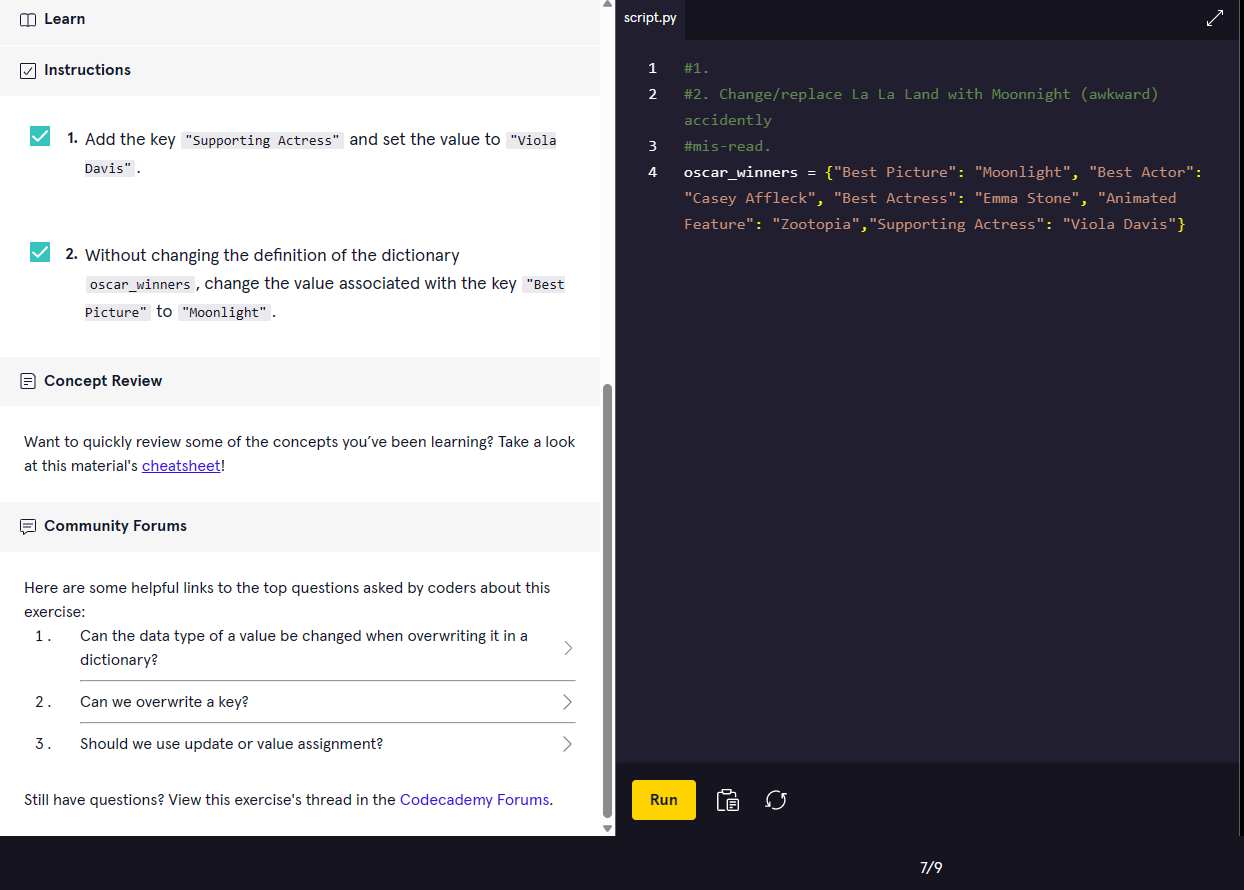 Learn
Instructions
1. Add the key "Supporting Actress" and set the value to "Viola
Davis".
2. Without changing the definition of the dictionary
oscar_winners, change the value associated with the key "Best
Picture" to "Moonlight".
Concept Review
Want to quickly review some of the concepts you’ve been learning? Take a look
at this material's cheatsheet!
Community Forums
Here are some helpful links to the top questions asked by coders about this
exercise:
1. Can the data type of a value be changed when overwriting it in a
dictionary?
2. Can we overwrite a key?
3. Should we use update or value assignment?
Still have questions? View this exercise's thread in the Codecademy Forums.
script.py
1 #1.
2 #2. Change/replace La La Land with Moonnight (awkward)
accidently
3 #mis-read.
4 oscar_winners = {"Best Picture": "Moonlight", "Best Actor":
"Casey Affleck", "Best Actress": "Emma Stone", "Animated
Feature": "Zootopia","Supporting Actress": "Viola Davis"}
Run
7/9